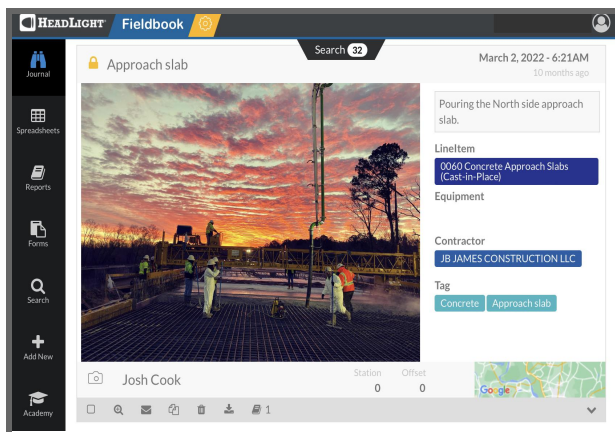 HEADLIGHT Fieldbook
Search 32
Journal
Spreadsheets
Reports
Forms
Search
Add New
Academy
Approach slab
March 2, 2022 - 6:21AM
10 months ago
Pouring the North side approach
slab.
LineItem
0060 Concrete Approach Slabs
(Cast-in-Place)
Equipment
Contractor
JB JAMES CONSTRUCTION LLC
Tag
Concrete Approach slab
Josh Cook
Station Offset
0 0
Google
1